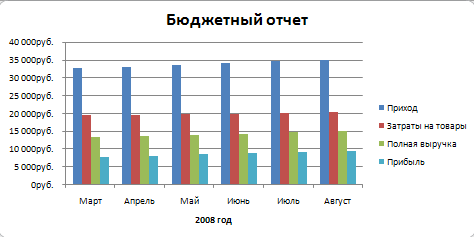 Бюджетный отчет
40 000руб.
35 000руб.
30 000руб.
25 000руб.
20 000руб.
15 000руб.
10 000руб.
5 000руб.
0руб.
Март Апрель Май Июнь Июль Август
2008 год
Приход
Затраты на товары
Полная выручка
Прибыль